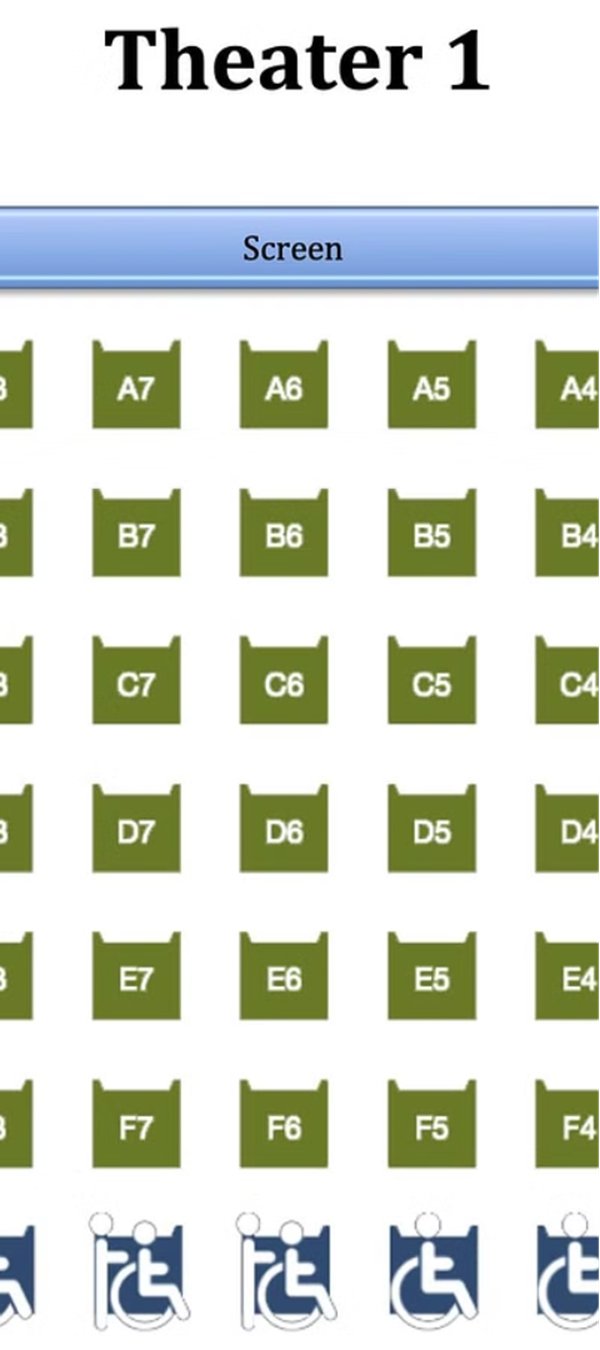 Theater 1
Screen
A7 A6 A5 A4
B7 B6 B5 B4
C7 C6 C5 C4
D7 D6 D5 D4
E7 E6 E5 E4
F7 F6 F5 F4